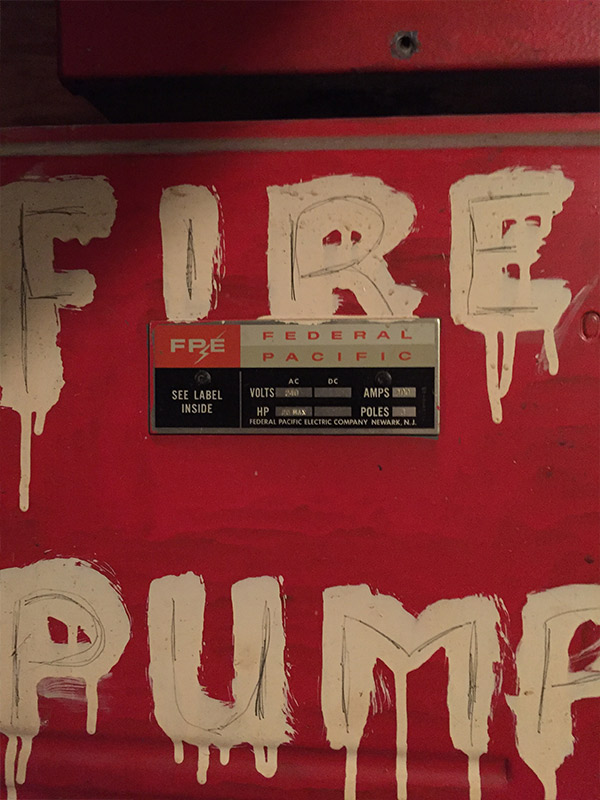 FIRE
FPE
FEDERAL
PACIFIC
SEE LABEL
INSIDE
AC DC
VOLTS 240 AMPS
HP MAX POLES
FEDERAL PACIFIC ELECTRIC COMPANY NEWARK, N.J.
PUMP